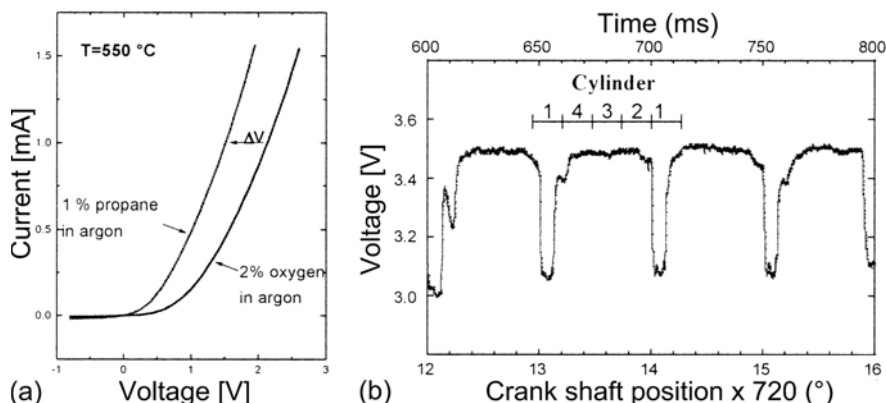 T=550 °C
Current [mA]
1.5
1.0
0.5
0.0
ΔV
1 % propane
in argon
2% oxygen
in argon
-1
0
1
2
3
(a)
Voltage [V]
Time (ms)
600
650
700
750
800
Cylinder
1 4 3 2 1
Voltage [V]
3.6
3.4
3.2
3.0
2.8
12
13
14
15
16
(b)
Crank shaft position x 720 (°)